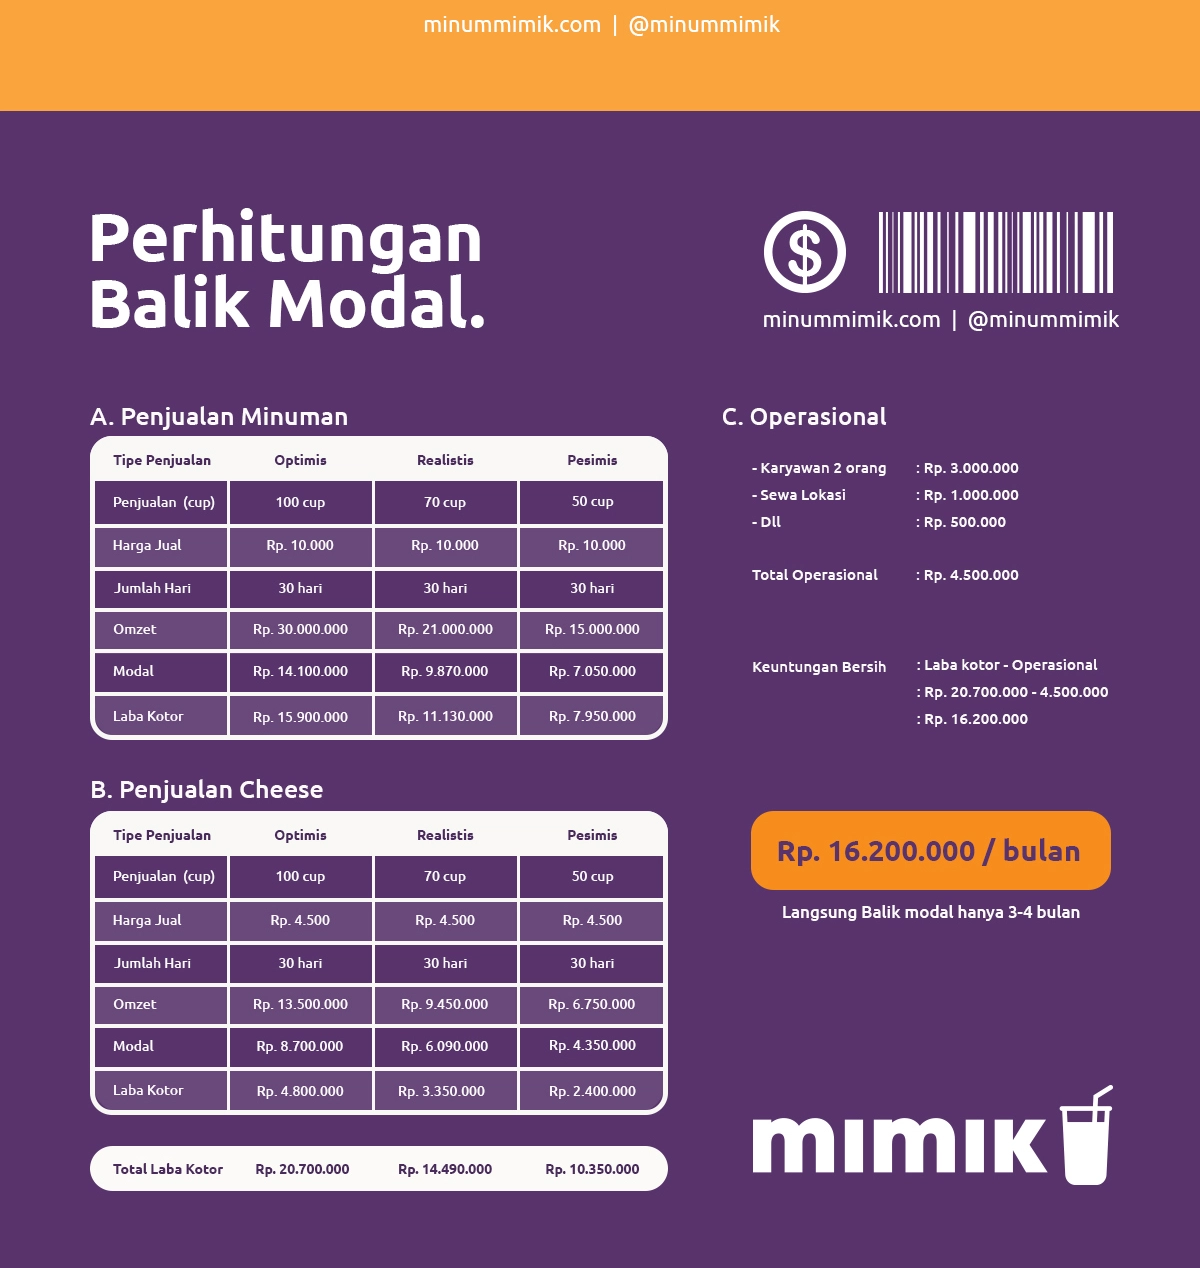 minummimik.com | @minummimik
Perhitungan
Balik Modal.
$
minummimik.com | @minummimik
A. Penjualan Minuman
Tipe Penjualan Optimis Realistis Pesimis
Penjualan (cup) 100 cup 70 cup 50 cup
Harga Jual Rp. 10.000 Rp. 10.000 Rp. 10.000
Jumlah Hari 30 hari 30 hari 30 hari
Omzet Rp. 30.000.000 Rp. 21.000.000 Rp. 15.000.000
Modal Rp. 14.100.000 Rp. 9.870.000 Rp. 7.050.000
Laba Kotor Rp. 15.900.000 Rp. 11.130.000 Rp. 7.950.000
B. Penjualan Cheese
Tipe Penjualan Optimis Realistis Pesimis
Penjualan (cup) 100 cup 70 cup 50 cup
Harga Jual Rp. 4.500 Rp. 4.500 Rp. 4.500
Jumlah Hari 30 hari 30 hari 30 hari
Omzet Rp. 13.500.000 Rp. 9.450.000 Rp. 6.750.000
Modal Rp. 8.700.000 Rp. 6.090.000 Rp. 4.350.000
Laba Kotor Rp. 4.800.000 Rp. 3.350.000 Rp. 2.400.000
Total Laba Kotor Rp. 20.700.000 Rp. 14.490.000 Rp. 10.350.000
C. Operasional
- Karyawan 2 orang : Rp. 3.000.000
- Sewa Lokasi : Rp. 1.000.000
- Dll : Rp. 500.000
Total Operasional : Rp. 4.500.000
Keuntungan Bersih : Laba kotor - Operasional
: Rp. 20.700.000 - 4.500.000
: Rp. 16.200.000
Rp. 16.200.000 / bulan
Langsung Balik modal hanya 3-4 bulan
mimik